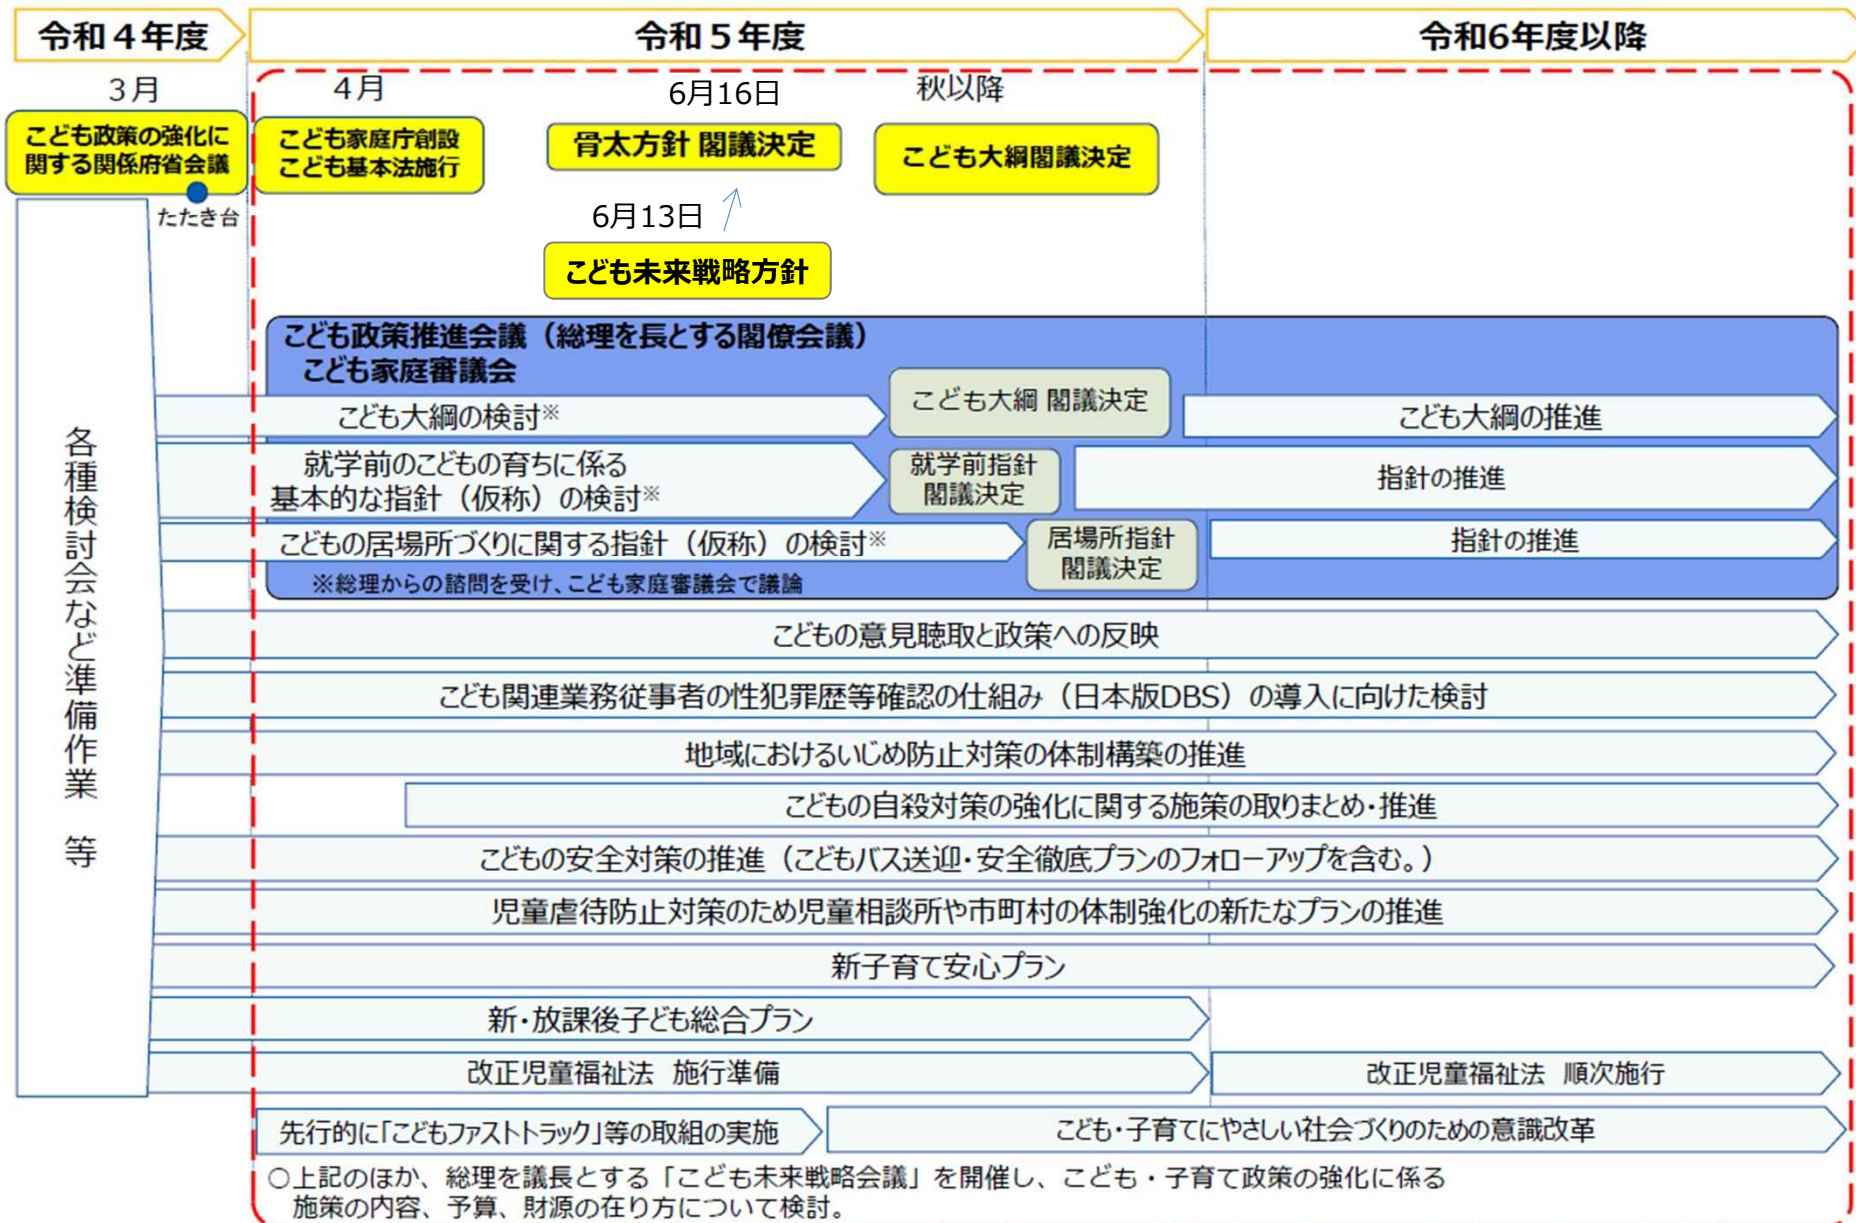 令和４年度
令和５年度
令和6年度以降
３月
４月
6月16日
秋以降
こども政策の強化に
関する関係府省会議
こども家庭庁創設
こども基本法施行
骨太方針 閣議決定
こども大綱閣議決定
たたき台
6月13日
こども未来戦略方針
こども政策推進会議（総理を長とする閣僚会議）
こども家庭審議会
こども大綱の検討※
こども大綱 閣議決定
こども大綱の推進
就学前のこどもの育ちに係る
基本的な指針（仮称）の検討※
就学前指針
閣議決定
指針の推進
こどもの居場所づくりに関する指針（仮称）の検討※
居場所指針
閣議決定
指針の推進
※総理からの諮問を受け、こども家庭審議会で議論
各種検討会など準備作業　等
こどもの意見聴取と政策への反映
こども関連業務従事者の性犯罪歴等確認の仕組み（日本版DBS）の導入に向けた検討
地域におけるいじめ防止対策の体制構築の推進
こどもの自殺対策の強化に関する施策の取りまとめ・推進
こどもの安全対策の推進（こどもバス送迎・安全徹底プランのフォローアップを含む。）
児童虐待防止対策のため児童相談所や市町村の体制強化の新たなプランの推進
新子育て安心プラン
新・放課後子ども総合プラン
改正児童福祉法　施行準備
改正児童福祉法　順次施行
先行的に「こどもファストトラック」等の取組の実施
こども・子育てにやさしい社会づくりのための意識改革
○上記のほか、総理を議長とする「こども未来戦略会議」を開催し、こども・子育て政策の強化に係る
施策の内容、予算、財源の在り方について検討。